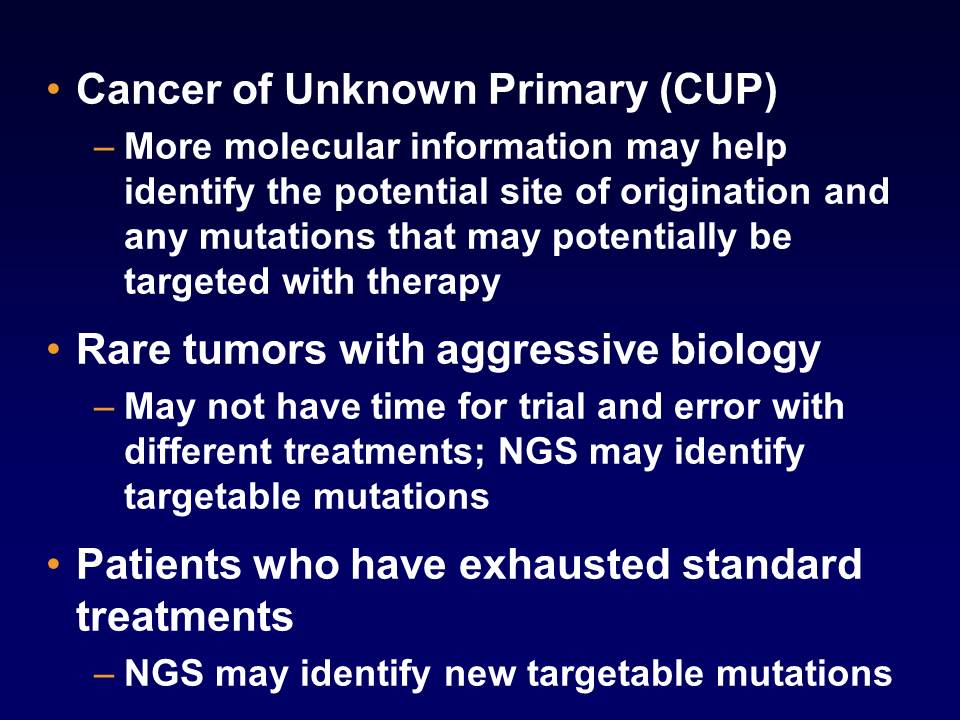 • Cancer of Unknown Primary (CUP)
– More molecular information may help
identify the potential site of origination and
any mutations that may potentially be
targeted with therapy
• Rare tumors with aggressive biology
– May not have time for trial and error with
different treatments; NGS may identify
targetable mutations
• Patients who have exhausted standard
treatments
– NGS may identify new targetable mutations